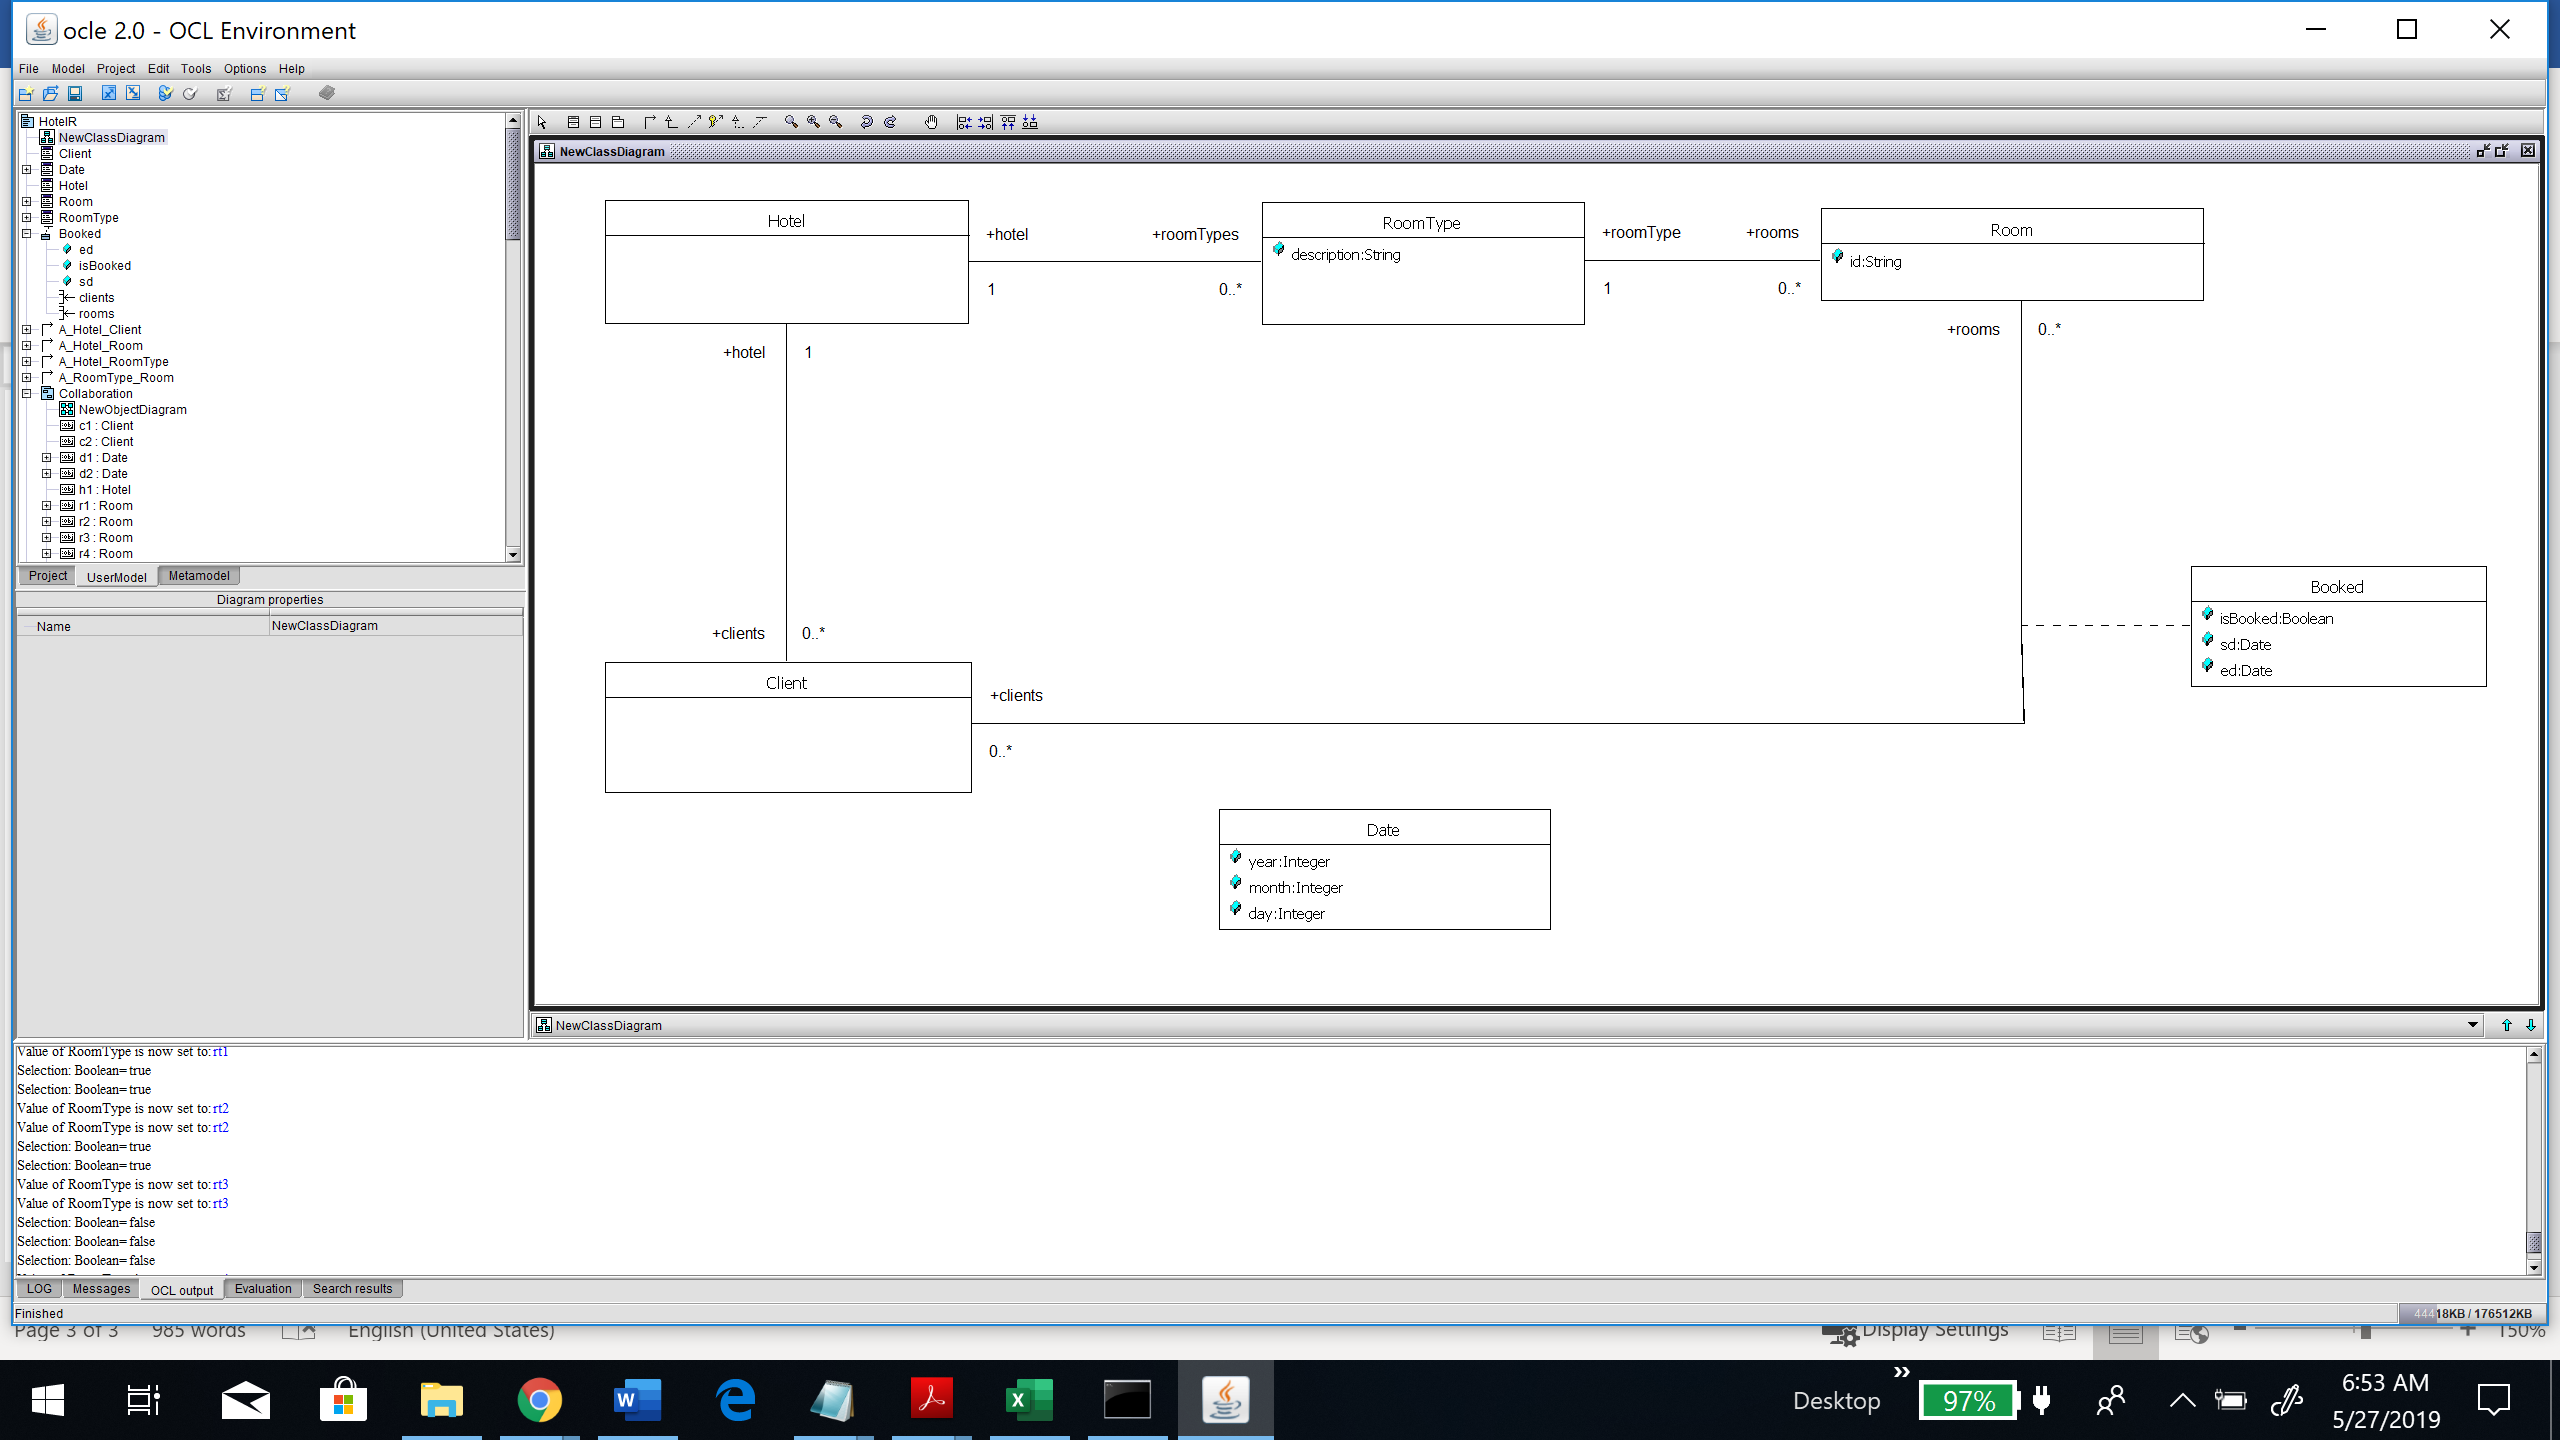 ocle 2.0 - OCL Environment
File Model Project Edit Tools Options Help
HotelR
NewClassDiagram
Client
Date
Hotel
Room
RoomType
Booked
ed
isBooked
sd
clients
rooms
A_Hotel_Client
A_Hotel_Room
A_Hotel_RoomType
A_RoomType_Room
Collaboration
NewObjectDiagram
c1 : Client
c2 : Client
d1 : Date
d2 : Date
h1 : Hotel
r1 : Room
r2 : Room
r3 : Room
r4 : Room
Project UserModel Metamodel
Diagram properties
Name NewClassDiagram
NewClassDiagram
Hotel
+hotel +roomTypes
1 0..*
RoomType
description:String
+roomType +rooms
1 0..*
Room
id:String
+rooms 0..*
+hotel 1
+clients 0..*
Client
+clients
0..*
Booked
isBooked:Boolean
sd:Date
ed:Date
Date
year:Integer
month:Integer
day:Integer
NewClassDiagram
Value of RoomType is now set to:rt1
Selection: Boolean=true
Selection: Boolean=true
Value of RoomType is now set to:rt2
Value of RoomType is now set to:rt2
Selection: Boolean=true
Selection: Boolean=true
Value of RoomType is now set to:rt3
Value of RoomType is now set to:rt3
Selection: Boolean=false
Selection: Boolean=false
Selection: Boolean=false
LOG Messages OCL output Evaluation Search results
Finished 44418KB / 176512KB
Page 3 of 3 985 words English (United States) Display Settings 150%
Desktop 97% 6:53 AM
5/27/2019